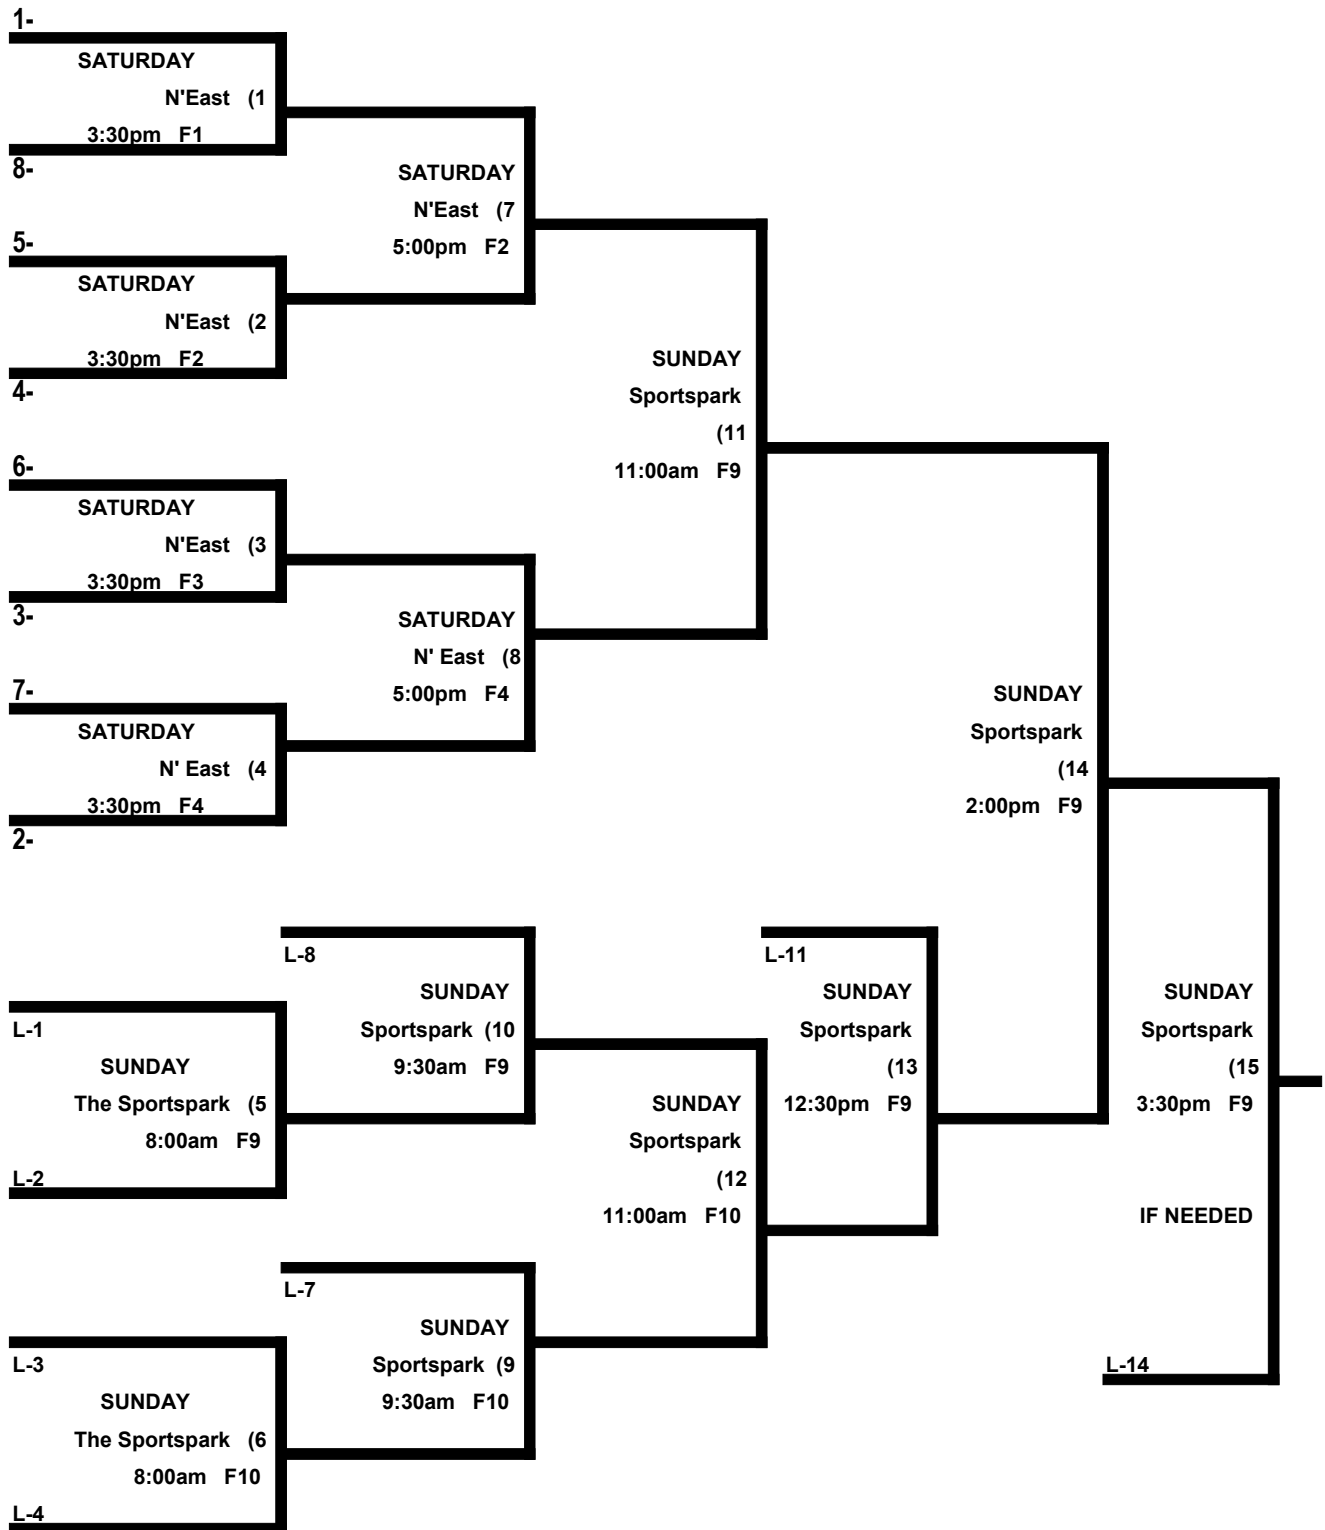 1-
SATURDAY
N'East (1
3:30pm F1
8-
SATURDAY
N'East (7
5:00pm F2
5-
SATURDAY
N'East (2
3:30pm F2
4-
SUNDAY
Sportspark
(11
11:00am F9
6-
SATURDAY
N'East (3
3:30pm F3
3-
SATURDAY
N' East (8
5:00pm F4
7-
SATURDAY
N' East (4
3:30pm F4
2-
SUNDAY
Sportspark
(14
2:00pm F9
L-8
SUNDAY
Sportspark (10
9:30am F9
L-1
SUNDAY
The Sportspark (5
8:00am F9
L-2
L-11
SUNDAY
Sportspark
(13
12:30pm F9
SUNDAY
Sportspark
(15
3:30pm F9
IF NEEDED
SUNDAY
Sportspark
(12
11:00am F10
L-7
SUNDAY
Sportspark (9
9:30am F10
L-3
SUNDAY
The Sportspark (6
8:00am F10
L-4
L-14